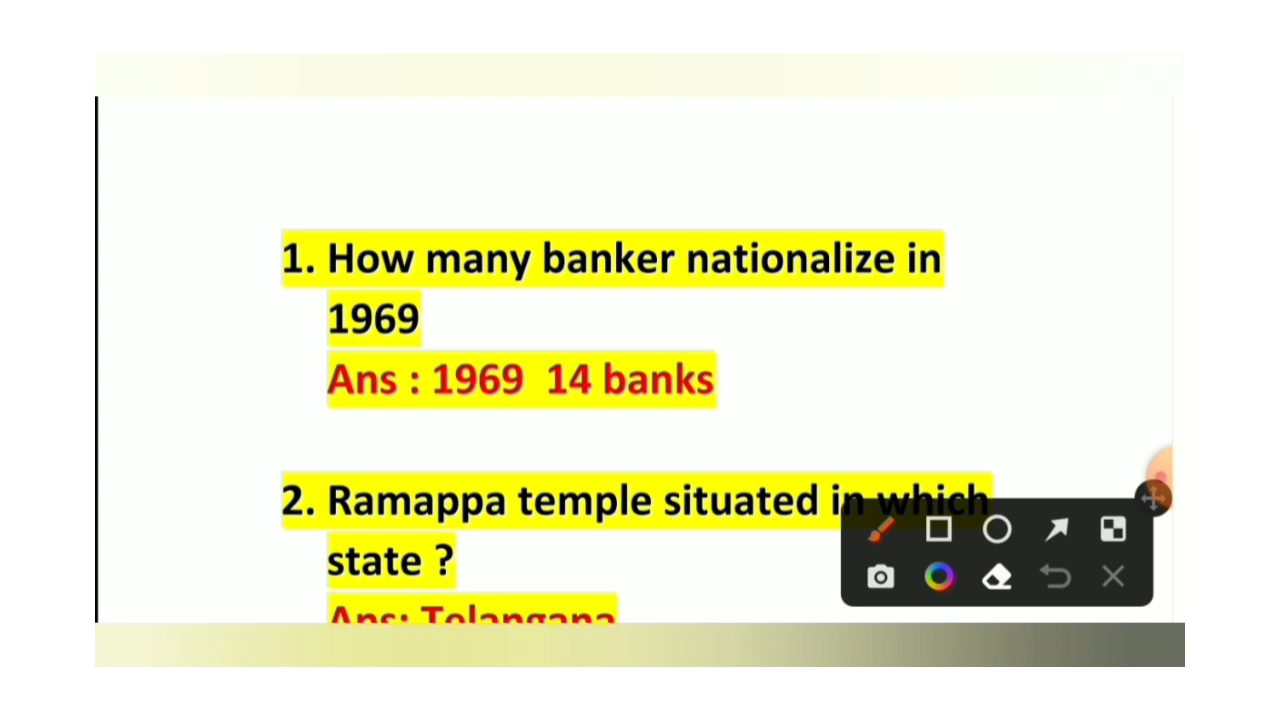 1. How many banker nationalize in
1969
Ans : 1969 14 banks
2. Ramappa temple situated in which
state ?
Ans: Telangana